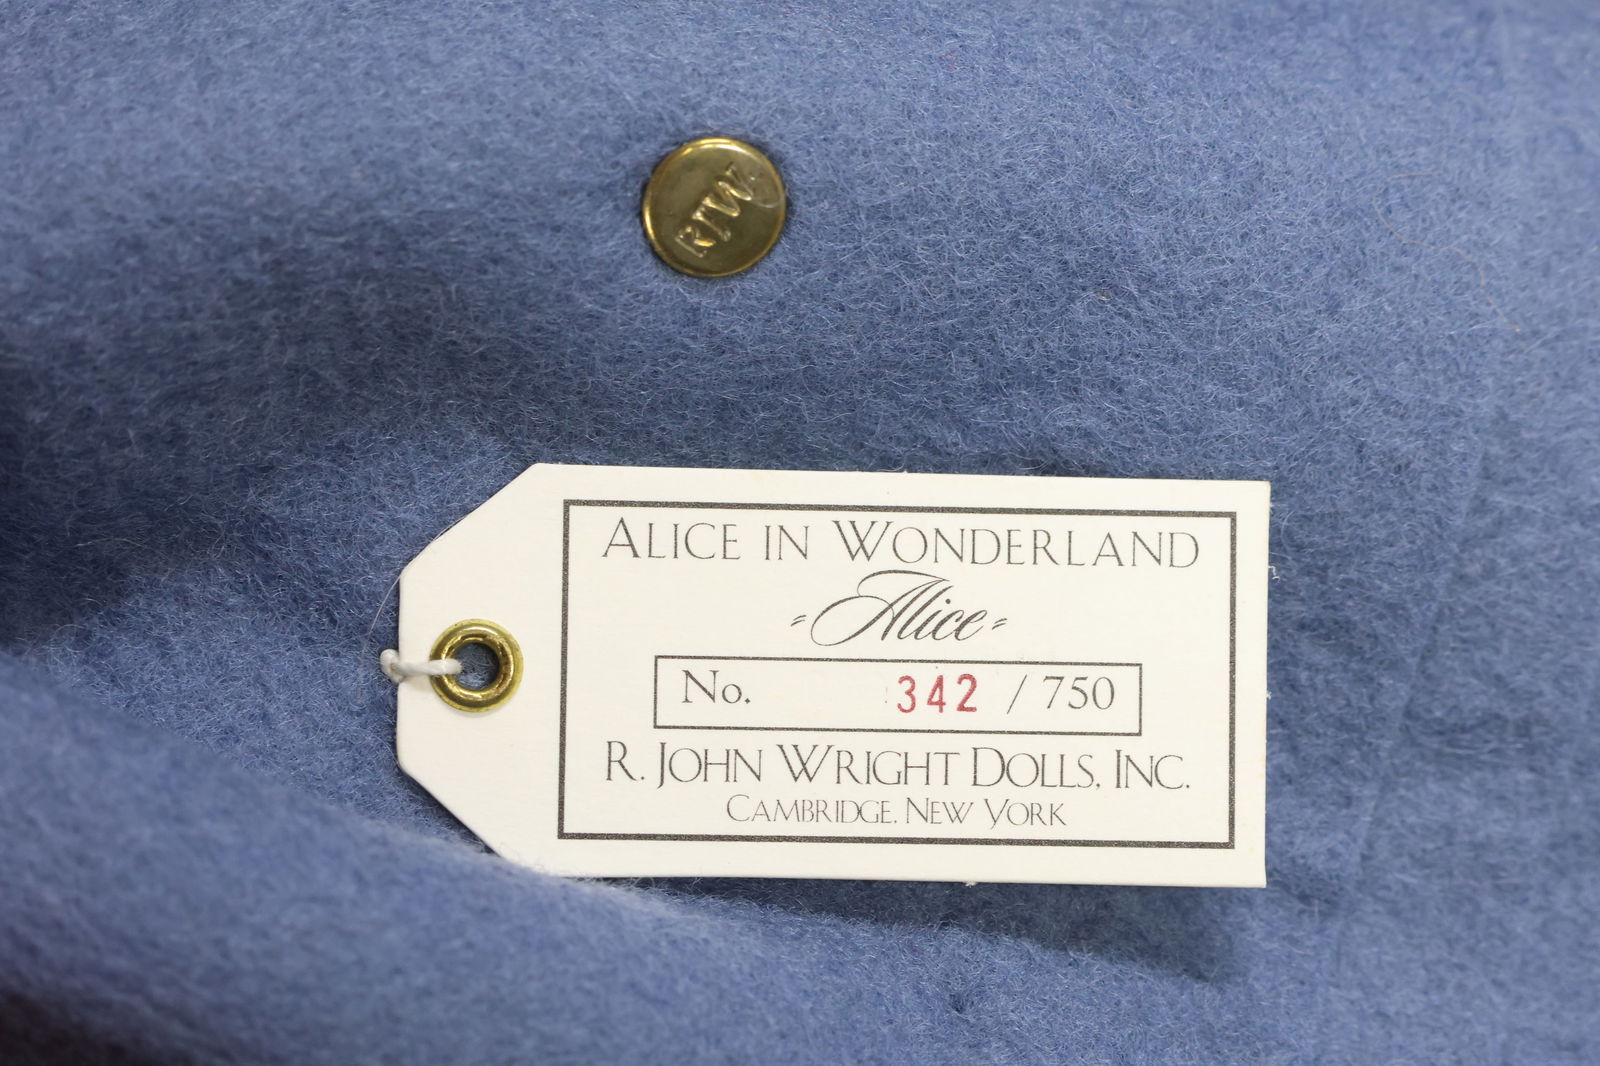 RJW
ALICE IN WONDERLAND
Alice
No. 342 / 750
R. JOHN WRIGHT DOLLS, INC.
CAMBRIDGE, NEW YORK